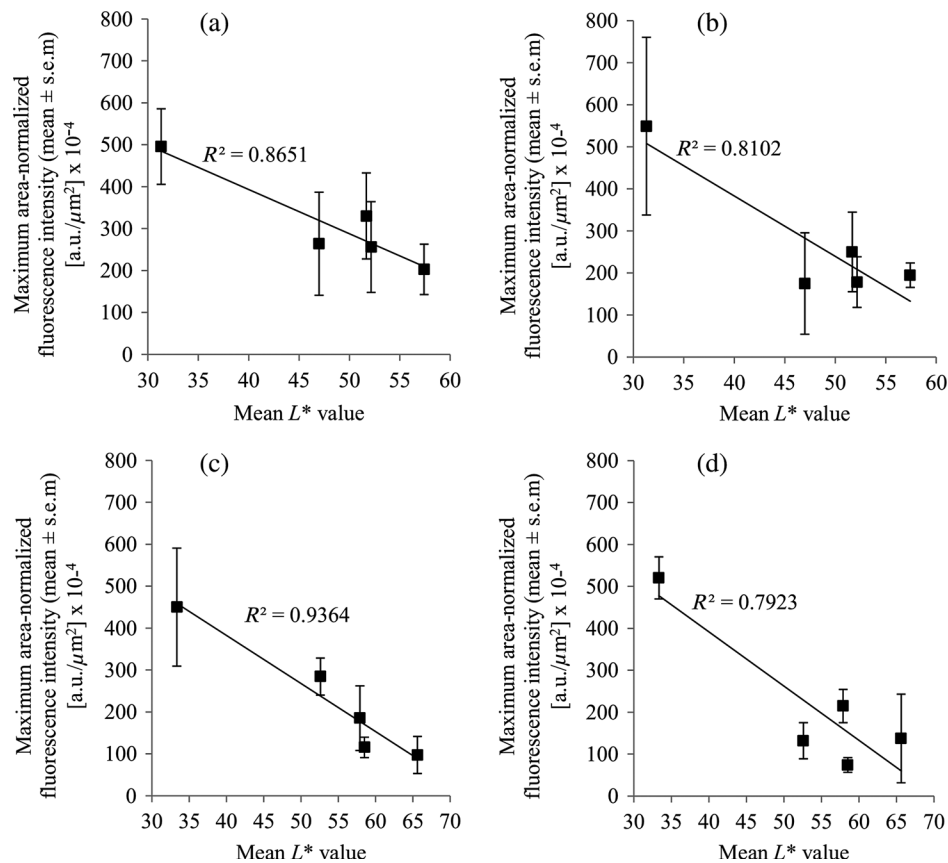 (a)
Maximum area-normalized
fluorescence intensity (mean ± s.e.m)
[a.u./μm²] x 10⁻⁴
800
700
600
500
400
300
200
100
0
R² = 0.8651
30 35 40 45 50 55 60
Mean L* value
(b)
Maximum area-normalized
fluorescence intensity (mean ± s.e.m)
[a.u./μm²] x 10⁻⁴
800
700
600
500
400
300
200
100
0
R² = 0.8102
30 35 40 45 50 55 60
Mean L* value
(c)
Maximum area-normalized
fluorescence intensity (mean ± s.e.m)
[a.u./μm²] x 10⁻⁴
800
700
600
500
400
300
200
100
0
R² = 0.9364
30 35 40 45 50 55 60 65 70
Mean L* value
(d)
Maximum area-normalized
fluorescence intensity (mean ± s.e.m)
[a.u./μm²] x 10⁻⁴
800
700
600
500
400
300
200
100
0
R² = 0.7923
30 35 40 45 50 55 60 65 70
Mean L* value